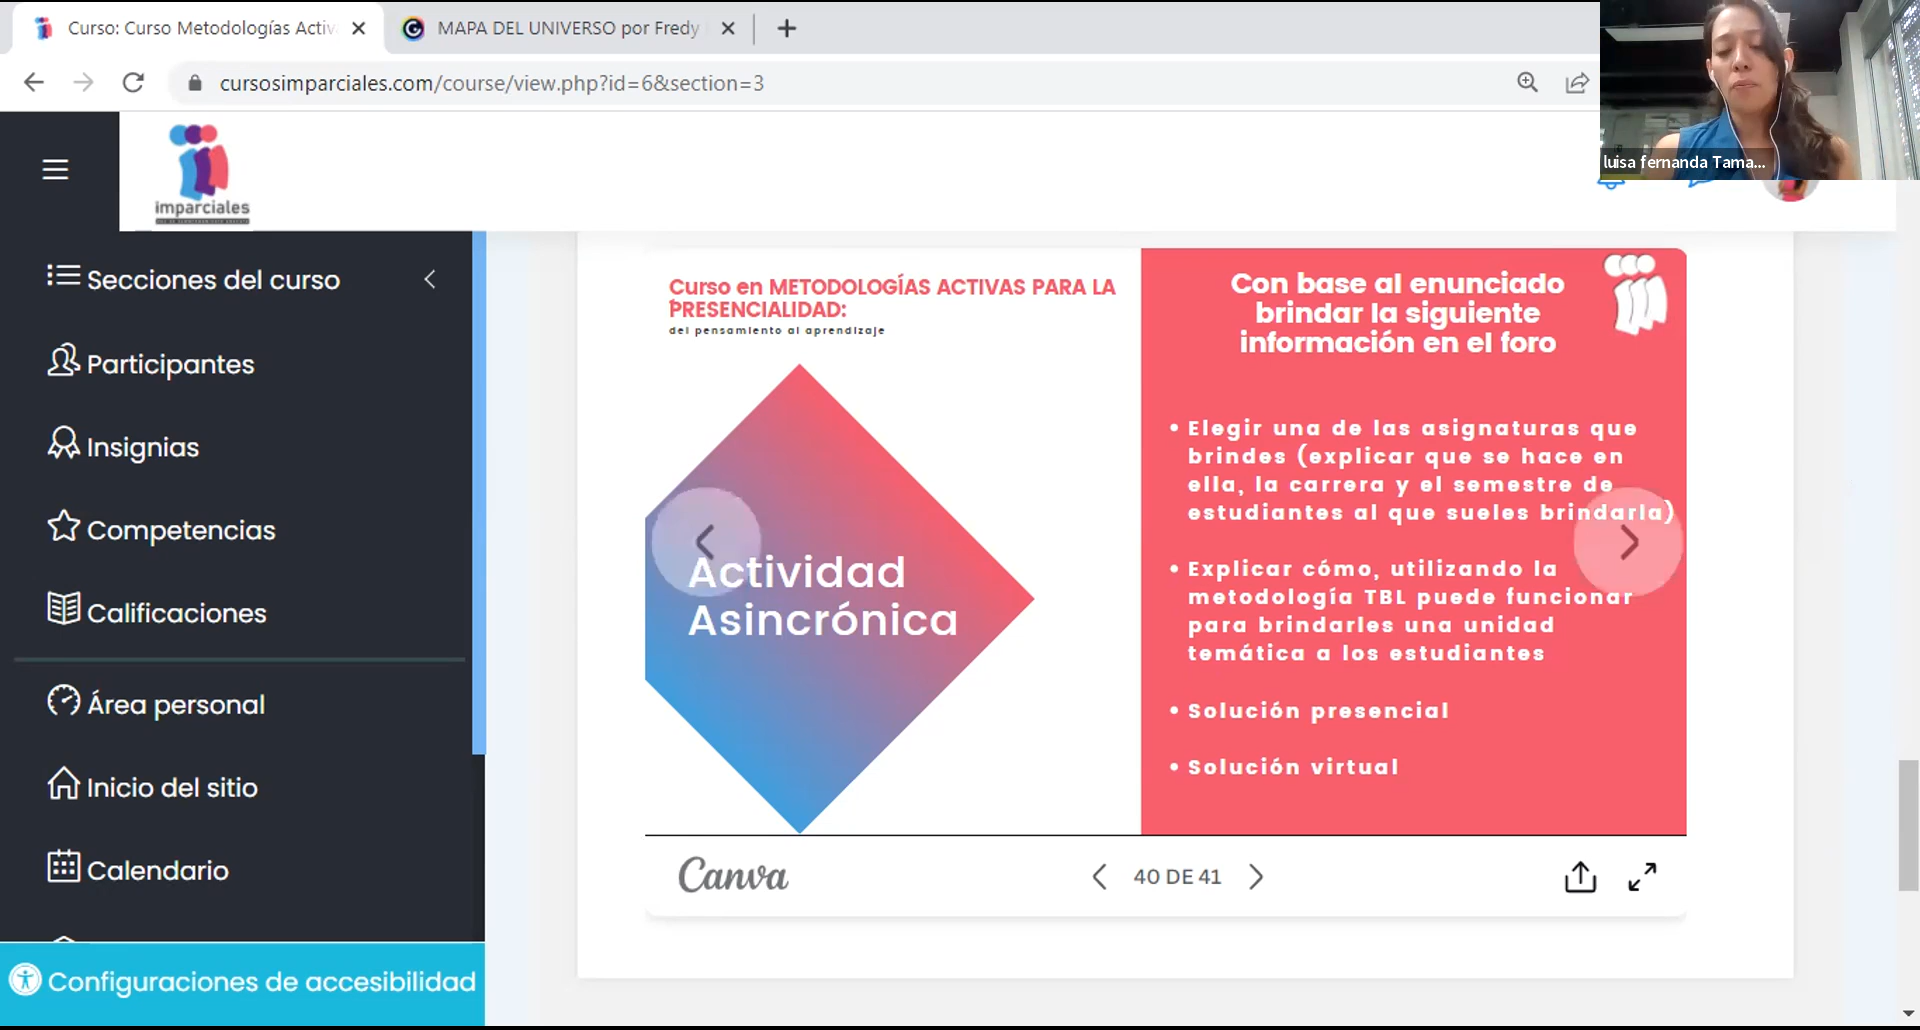 Curso: Curso Metodologías Activ
MAPA DEL UNIVERSO por Fredy
cursosimparciales.com/course/view.php?id=6&section=3
luisa fernanda Tama...
imparciales
Secciones del curso
Participantes
Insignias
Competencias
Calificaciones
Área personal
Inicio del sitio
Calendario
Configuraciones de accesibilidad
Curso en METODOLOGÍAS ACTIVAS PARA LA
PRESENCIALIDAD:
del pensamiento al aprendizaje
Actividad
Asincrónica
Con base al enunciado
brindar la siguiente
información en el foro
• Elegir una de las asignaturas que
brindes (explicar que se hace en
ella, la carrera y el semestre de
estudiantes al que sueles brindarla)
• Explicar cómo, utilizando la
metodología TBL puede funcionar
para brindarles una unidad
temática a los estudiantes
• Solución presencial
• Solución virtual
Canva
40 DE 41